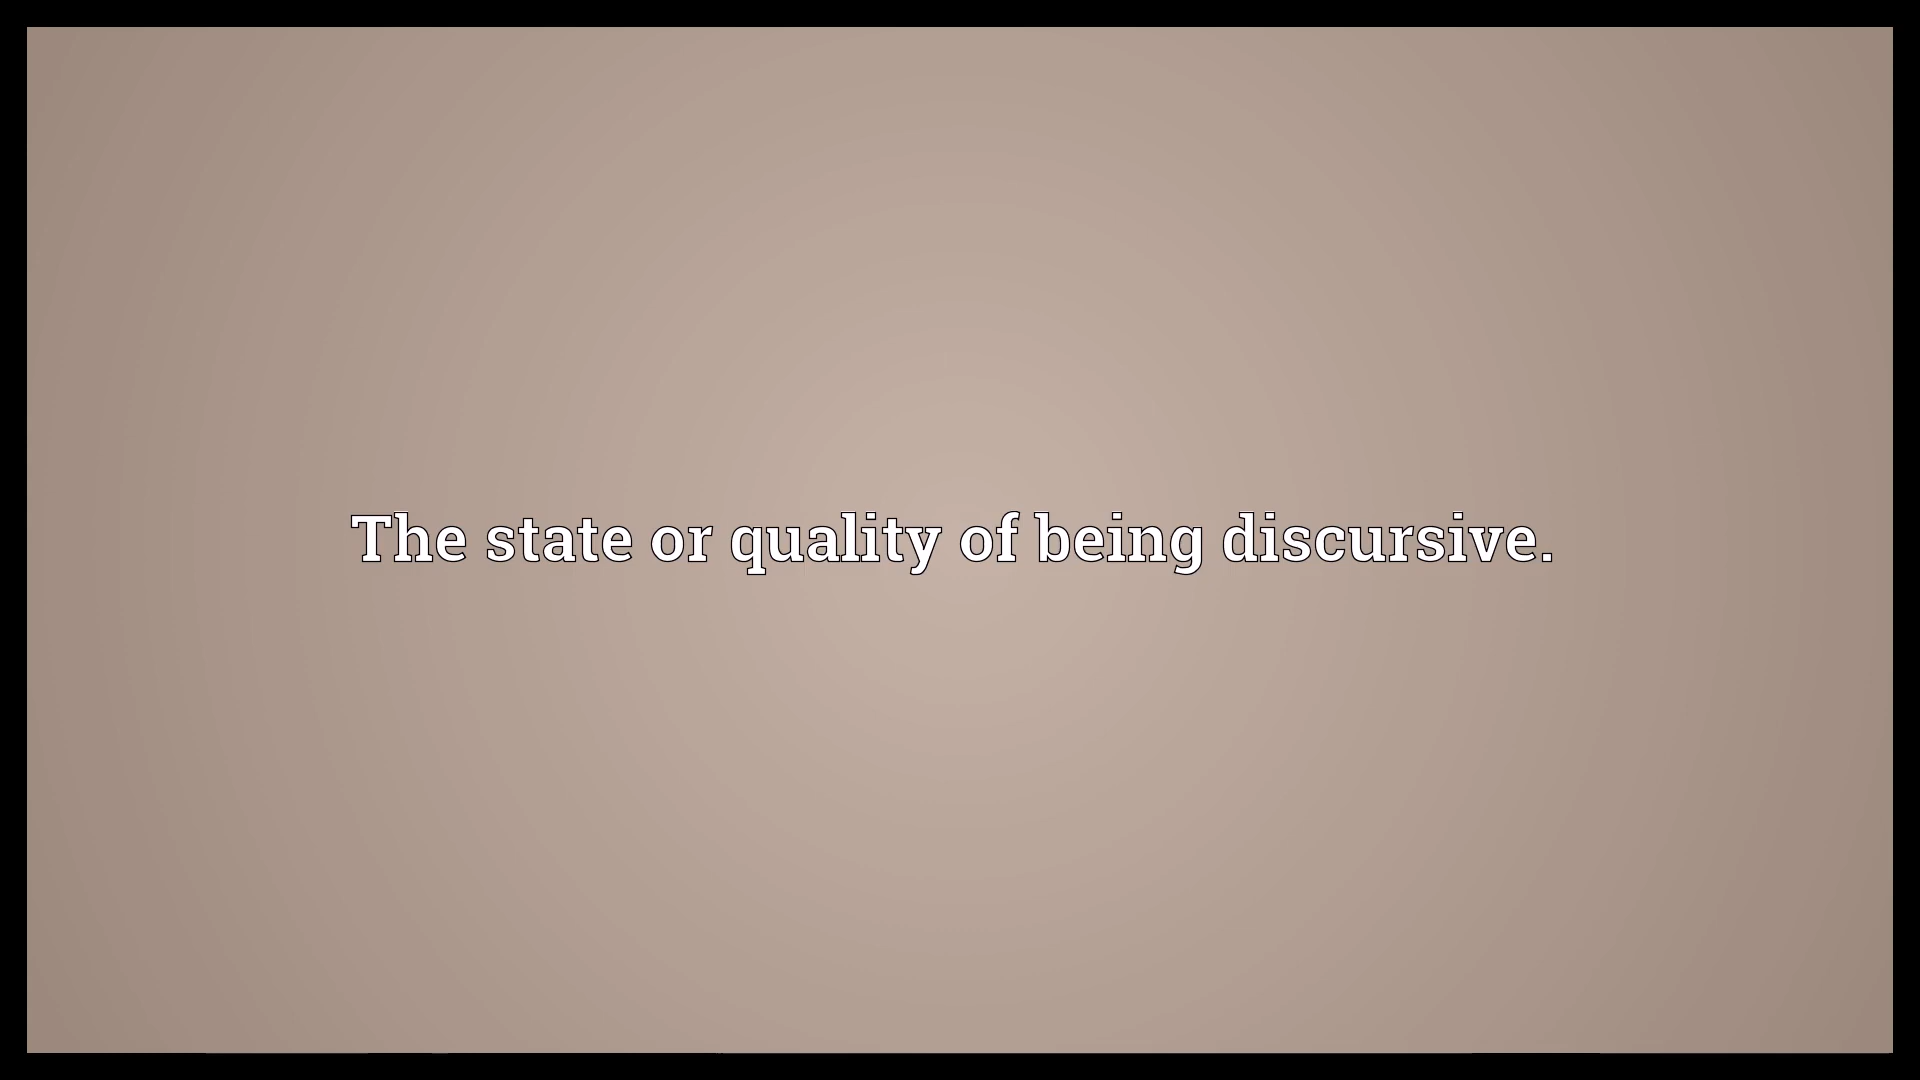 The state or quality of being discursive.